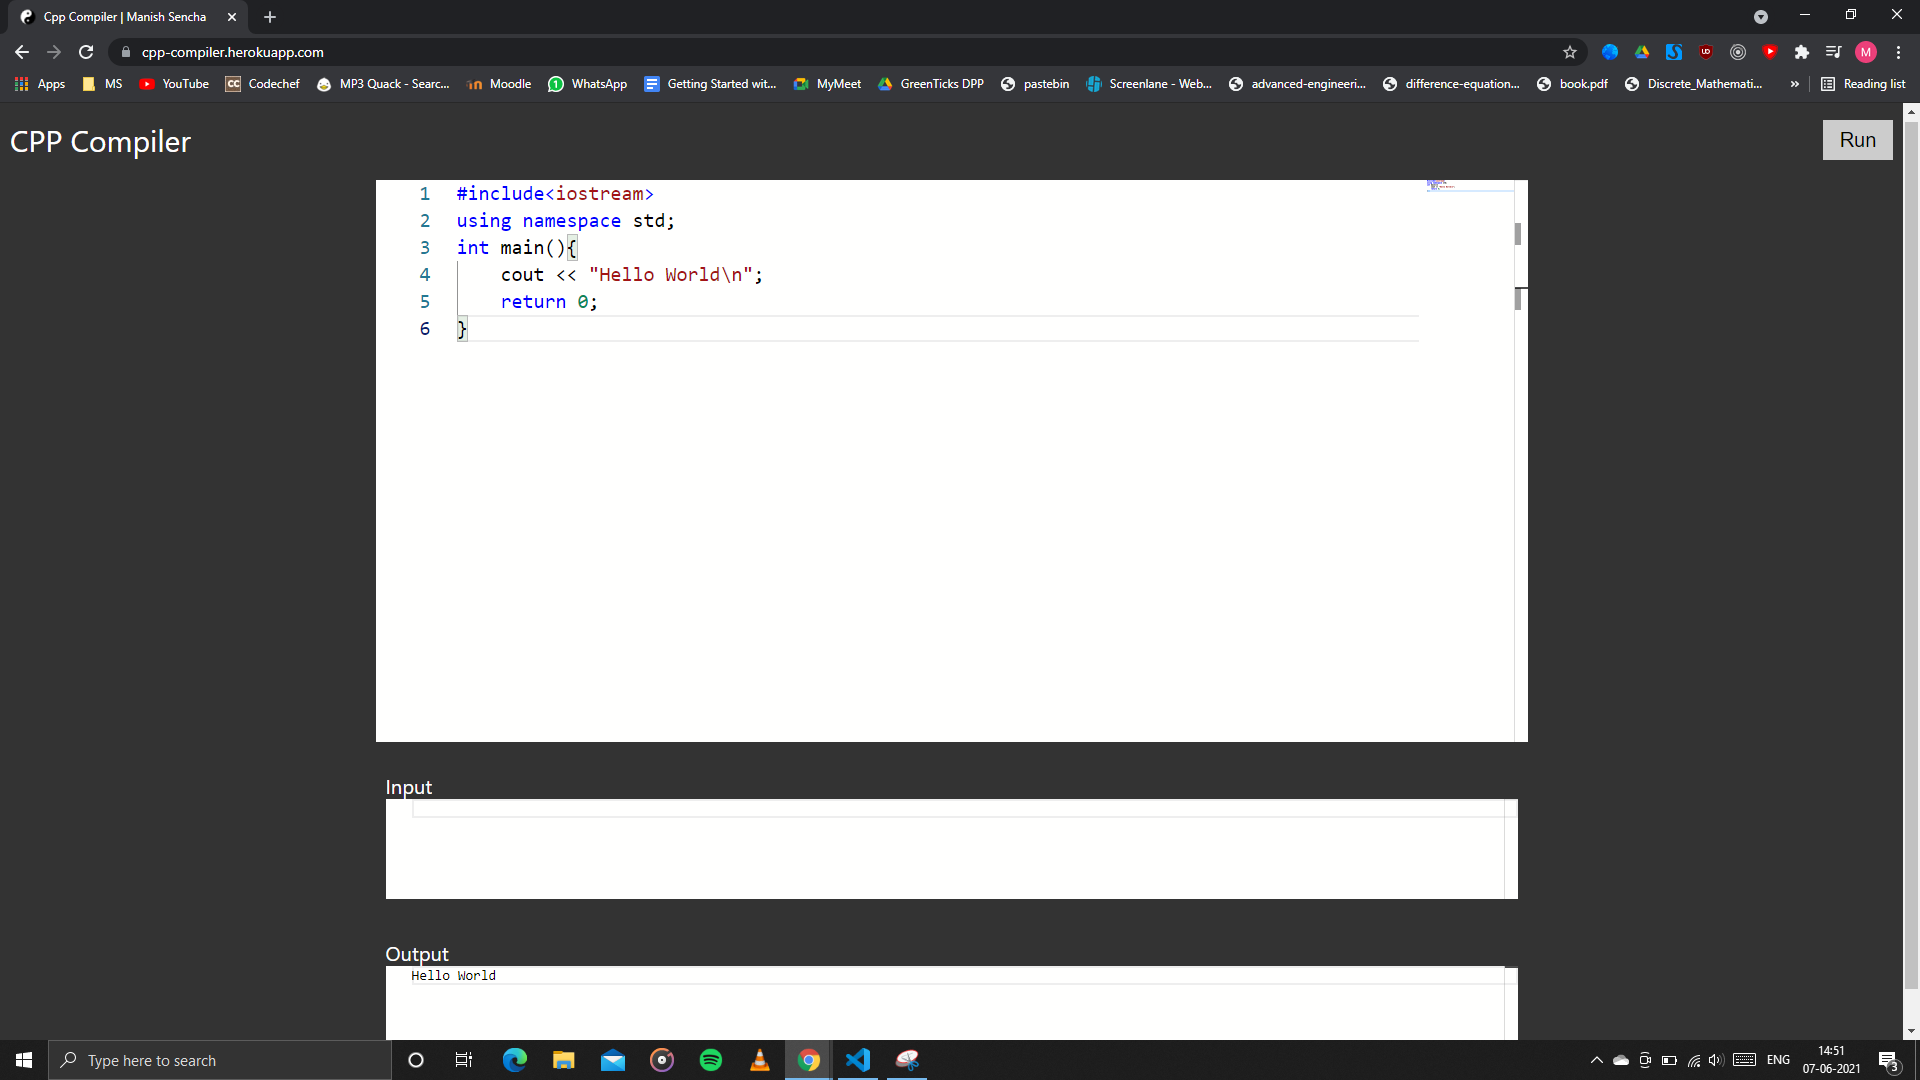 Cpp Compiler | Manish Sencha
cpp-compiler.herokuapp.com
M
Apps MS YouTube CC Codechef MP3 Quack - Searc... Moodle 1 WhatsApp Getting Started wit... MyMeet GreenTicks DPP pastebin Screenlane - Web... advanced-engineeri... difference-equation... book.pdf Discrete_Mathemati... » Reading list
CPP Compiler
Run
1 #include<iostream>
2 using namespace std;
3 int main(){
4 cout << "Hello World\n";
5 return 0;
6 }
Input
Output
Hello World
Type here to search
ENG
14:51
07-06-2021
3